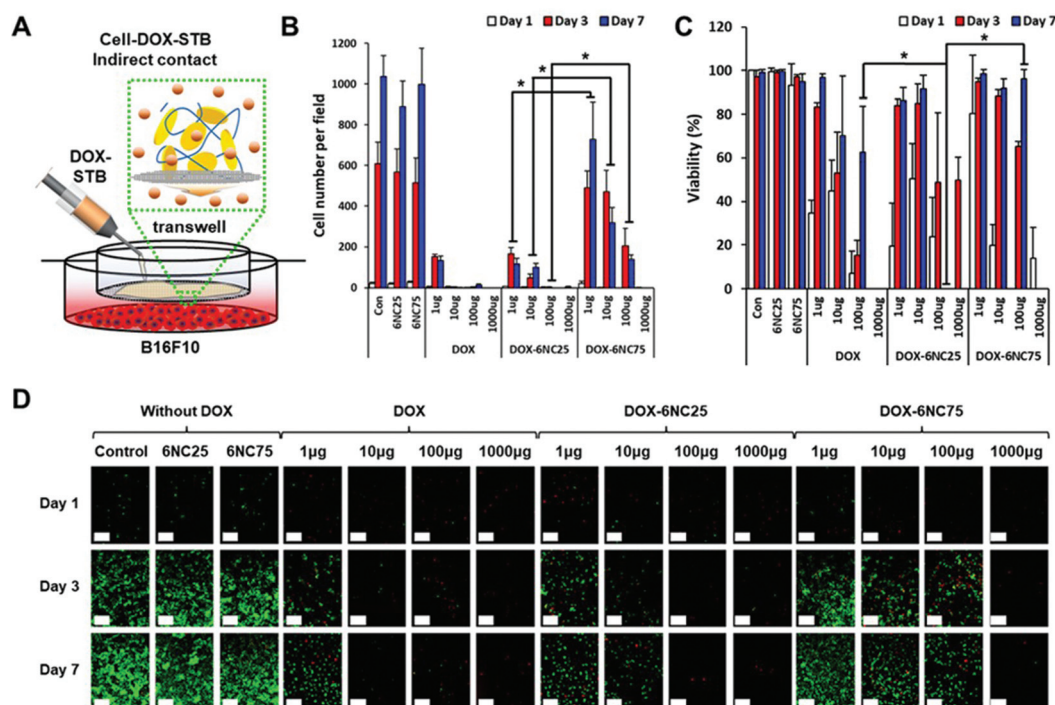 A
Cell-DOX-STB
Indirect contact
DOX-
STB
transwell
B16F10
B
Day 1 Day 3 Day 7
Cell number per field
1200
1000
800
600
400
200
0
* * *
Con 6NC25 6NC75 1ug 10ug 100ug 1000ug 1ug 10ug 100ug 1000ug 1ug 10ug 100ug 1000ug
DOX DOX-6NC25 DOX-6NC75
C
Day 1 Day 3 Day 7
Viability (%)
120
100
80
60
40
20
0
* *
Con 6NC25 6NC75 1ug 10ug 100ug 1000ug 1ug 10ug 100ug 1000ug 1ug 10ug 100ug 1000ug
DOX DOX-6NC25 DOX-6NC75
D
Without DOX DOX DOX-6NC25 DOX-6NC75
Control 6NC25 6NC75 1µg 10µg 100µg 1000µg 1µg 10µg 100µg 1000µg 1µg 10µg 100µg 1000µg
Day 1
Day 3
Day 7